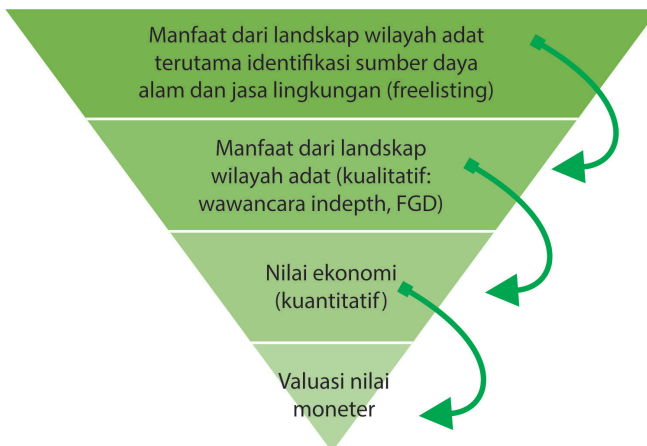 Manfaat dari landskap wilayah adat
terutama identifikasi sumber daya
alam dan jasa lingkungan (freelisting)
Manfaat dari landskap
wilayah adat (kualitatif:
wawancara indepth, FGD)
Nilai ekonomi
(kuantitatif)
Valuasi nilai
moneter